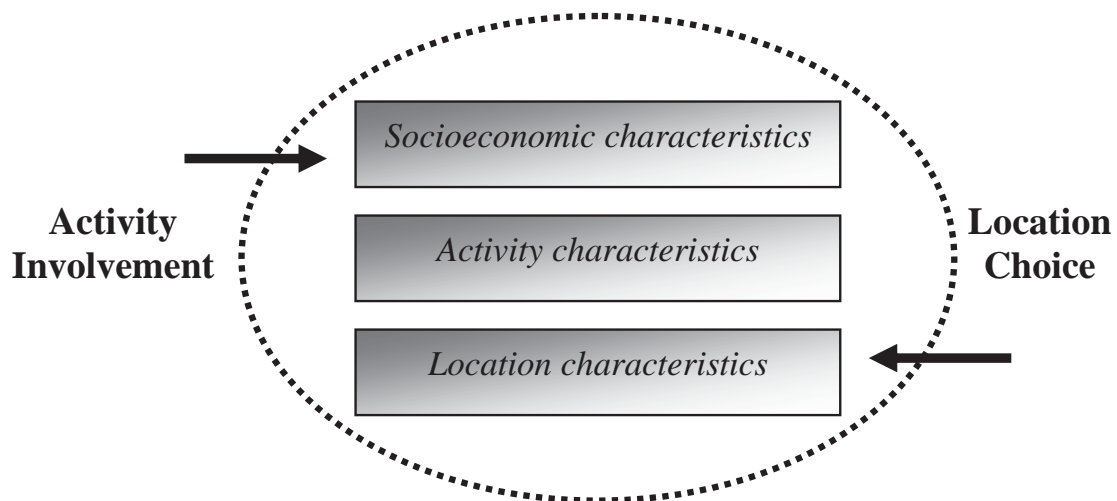 Socioeconomic characteristics
Activity
Involvement
Activity characteristics
Location
Choice
Location characteristics